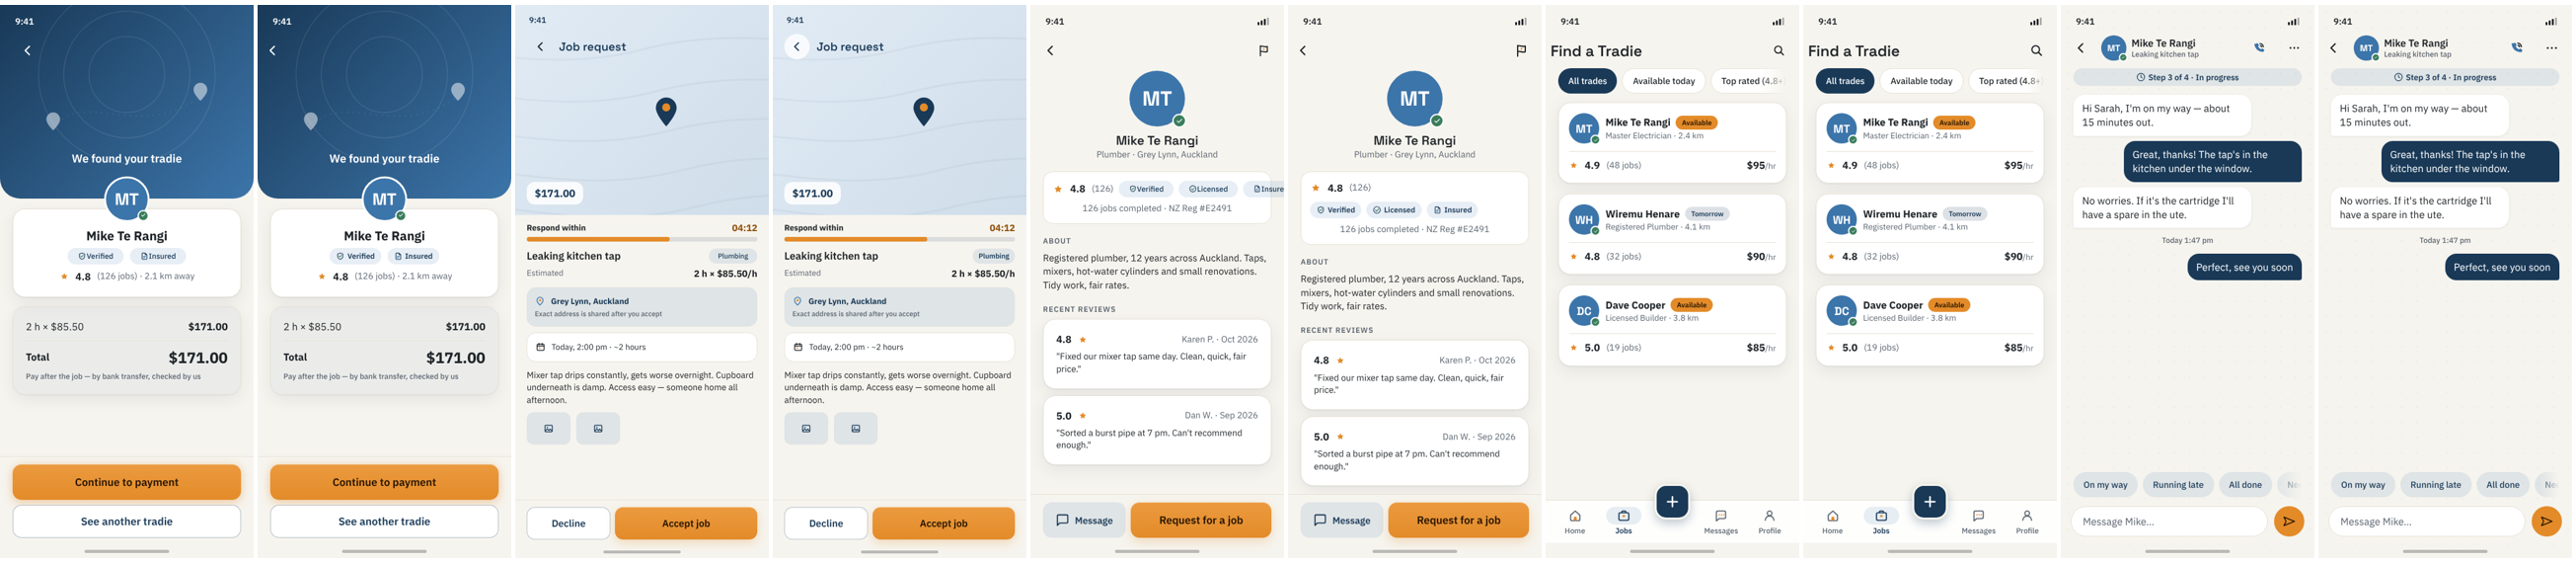 9:41
We found your tradie
MT
Mike Te Rangi
Verified
Insured
4.8 (126 jobs) · 2.1 km away
2 h × $85.50 $171.00
Total $171.00
Pay after the job — by bank transfer, checked by us
Continue to payment
See another tradie
9:41
We found your tradie
MT
Mike Te Rangi
Verified
Insured
4.8 (126 jobs) · 2.1 km away
2 h × $85.50 $171.00
Total $171.00
Pay after the job — by bank transfer, checked by us
Continue to payment
See another tradie
9:41
Job request
$171.00
Respond within 04:12
Leaking kitchen tap Plumbing
Estimated 2 h × $85.50/h
Grey Lynn, Auckland
Exact address is shared after you accept
Today, 2:00 pm · ~2 hours
Mixer tap drips constantly, gets worse overnight. Cupboard
underneath is damp. Access easy — someone home all
afternoon.
Decline
Accept job
9:41
Job request
$171.00
Respond within 04:12
Leaking kitchen tap Plumbing
Estimated 2 h × $85.50/h
Grey Lynn, Auckland
Exact address is shared after you accept
Today, 2:00 pm · ~2 hours
Mixer tap drips constantly, gets worse overnight. Cupboard
underneath is damp. Access easy — someone home all
afternoon.
Decline
Accept job
9:41
MT
Mike Te Rangi
Plumber · Grey Lynn, Auckland
4.8 (126) Verified Licensed Insure
126 jobs completed · NZ Reg #E2491
ABOUT
Registered plumber, 12 years across Auckland. Taps,
mixers, hot-water cylinders and small renovations.
Tidy work, fair rates.
RECENT REVIEWS
4.8 Karen P. · Oct 2026
"Fixed our mixer tap same day. Clean, quick, fair
price."
5.0 Dan W. · Sep 2026
"Sorted a burst pipe at 7 pm. Can't recommend
enough."
Message
Request for a job
9:41
MT
Mike Te Rangi
Plumber · Grey Lynn, Auckland
4.8 (126)
Verified Licensed Insured
126 jobs completed · NZ Reg #E2491
ABOUT
Registered plumber, 12 years across Auckland. Taps,
mixers, hot-water cylinders and small renovations.
Tidy work, fair rates.
RECENT REVIEWS
4.8 Karen P. · Oct 2026
"Fixed our mixer tap same day. Clean, quick, fair
price."
5.0 Dan W. · Sep 2026
"Sorted a burst pipe at 7 pm. Can't recommend
enough."
Message
Request for a job
9:41
Find a Tradie
All trades Available today Top rated (4.8+
MT
Mike Te Rangi Available
Master Electrician · 2.4 km
4.9 (48 jobs) $95/hr
WH
Wiremu Henare Tomorrow
Registered Plumber · 4.1 km
4.8 (32 jobs) $90/hr
DC
Dave Cooper Available
Licensed Builder · 3.8 km
5.0 (19 jobs) $85/hr
Home Jobs Messages Profile
9:41
Find a Tradie
All trades Available today Top rated (4.8+
MT
Mike Te Rangi Available
Master Electrician · 2.4 km
4.9 (48 jobs) $95/hr
WH
Wiremu Henare Tomorrow
Registered Plumber · 4.1 km
4.8 (32 jobs) $90/hr
DC
Dave Cooper Available
Licensed Builder · 3.8 km
5.0 (19 jobs) $85/hr
Home Jobs Messages Profile
9:41
MT
Mike Te Rangi
Leaking kitchen tap
Step 3 of 4 · In progress
Hi Sarah, I'm on my way — about
15 minutes out.
Great, thanks! The tap's in the
kitchen under the window.
No worries. If it's the cartridge I'll
have a spare in the ute.
Today 1:47 pm
Perfect, see you soon
On my way Running late All done
Message Mike...
9:41
MT
Mike Te Rangi
Leaking kitchen tap
Step 3 of 4 · In progress
Hi Sarah, I'm on my way — about
15 minutes out.
Great, thanks! The tap's in the
kitchen under the window.
No worries. If it's the cartridge I'll
have a spare in the ute.
Today 1:47 pm
Perfect, see you soon
On my way Running late All done
Message Mike...